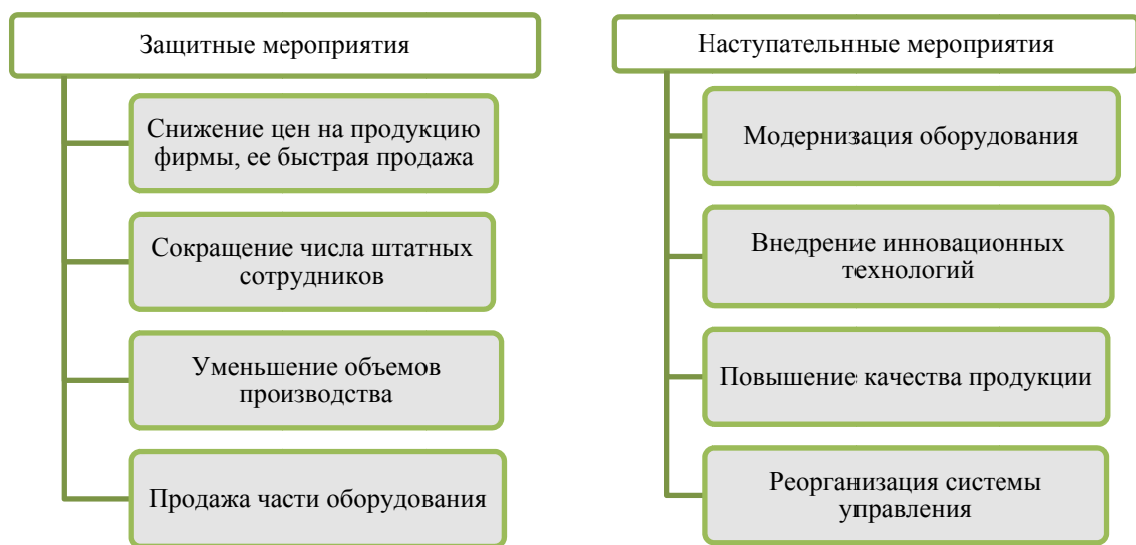 Защитные мероприятия
Снижение цен на продукцию
фирмы, ее быстрая продажа
Сокращение числа штатных
сотрудников
Уменьшение объемов
производства
Продажа части оборудования
Наступательнные мероприятия
Модернизация оборудования
Внедрение инновационных
технологий
Повышение качества продукции
Реорганизация системы
управления